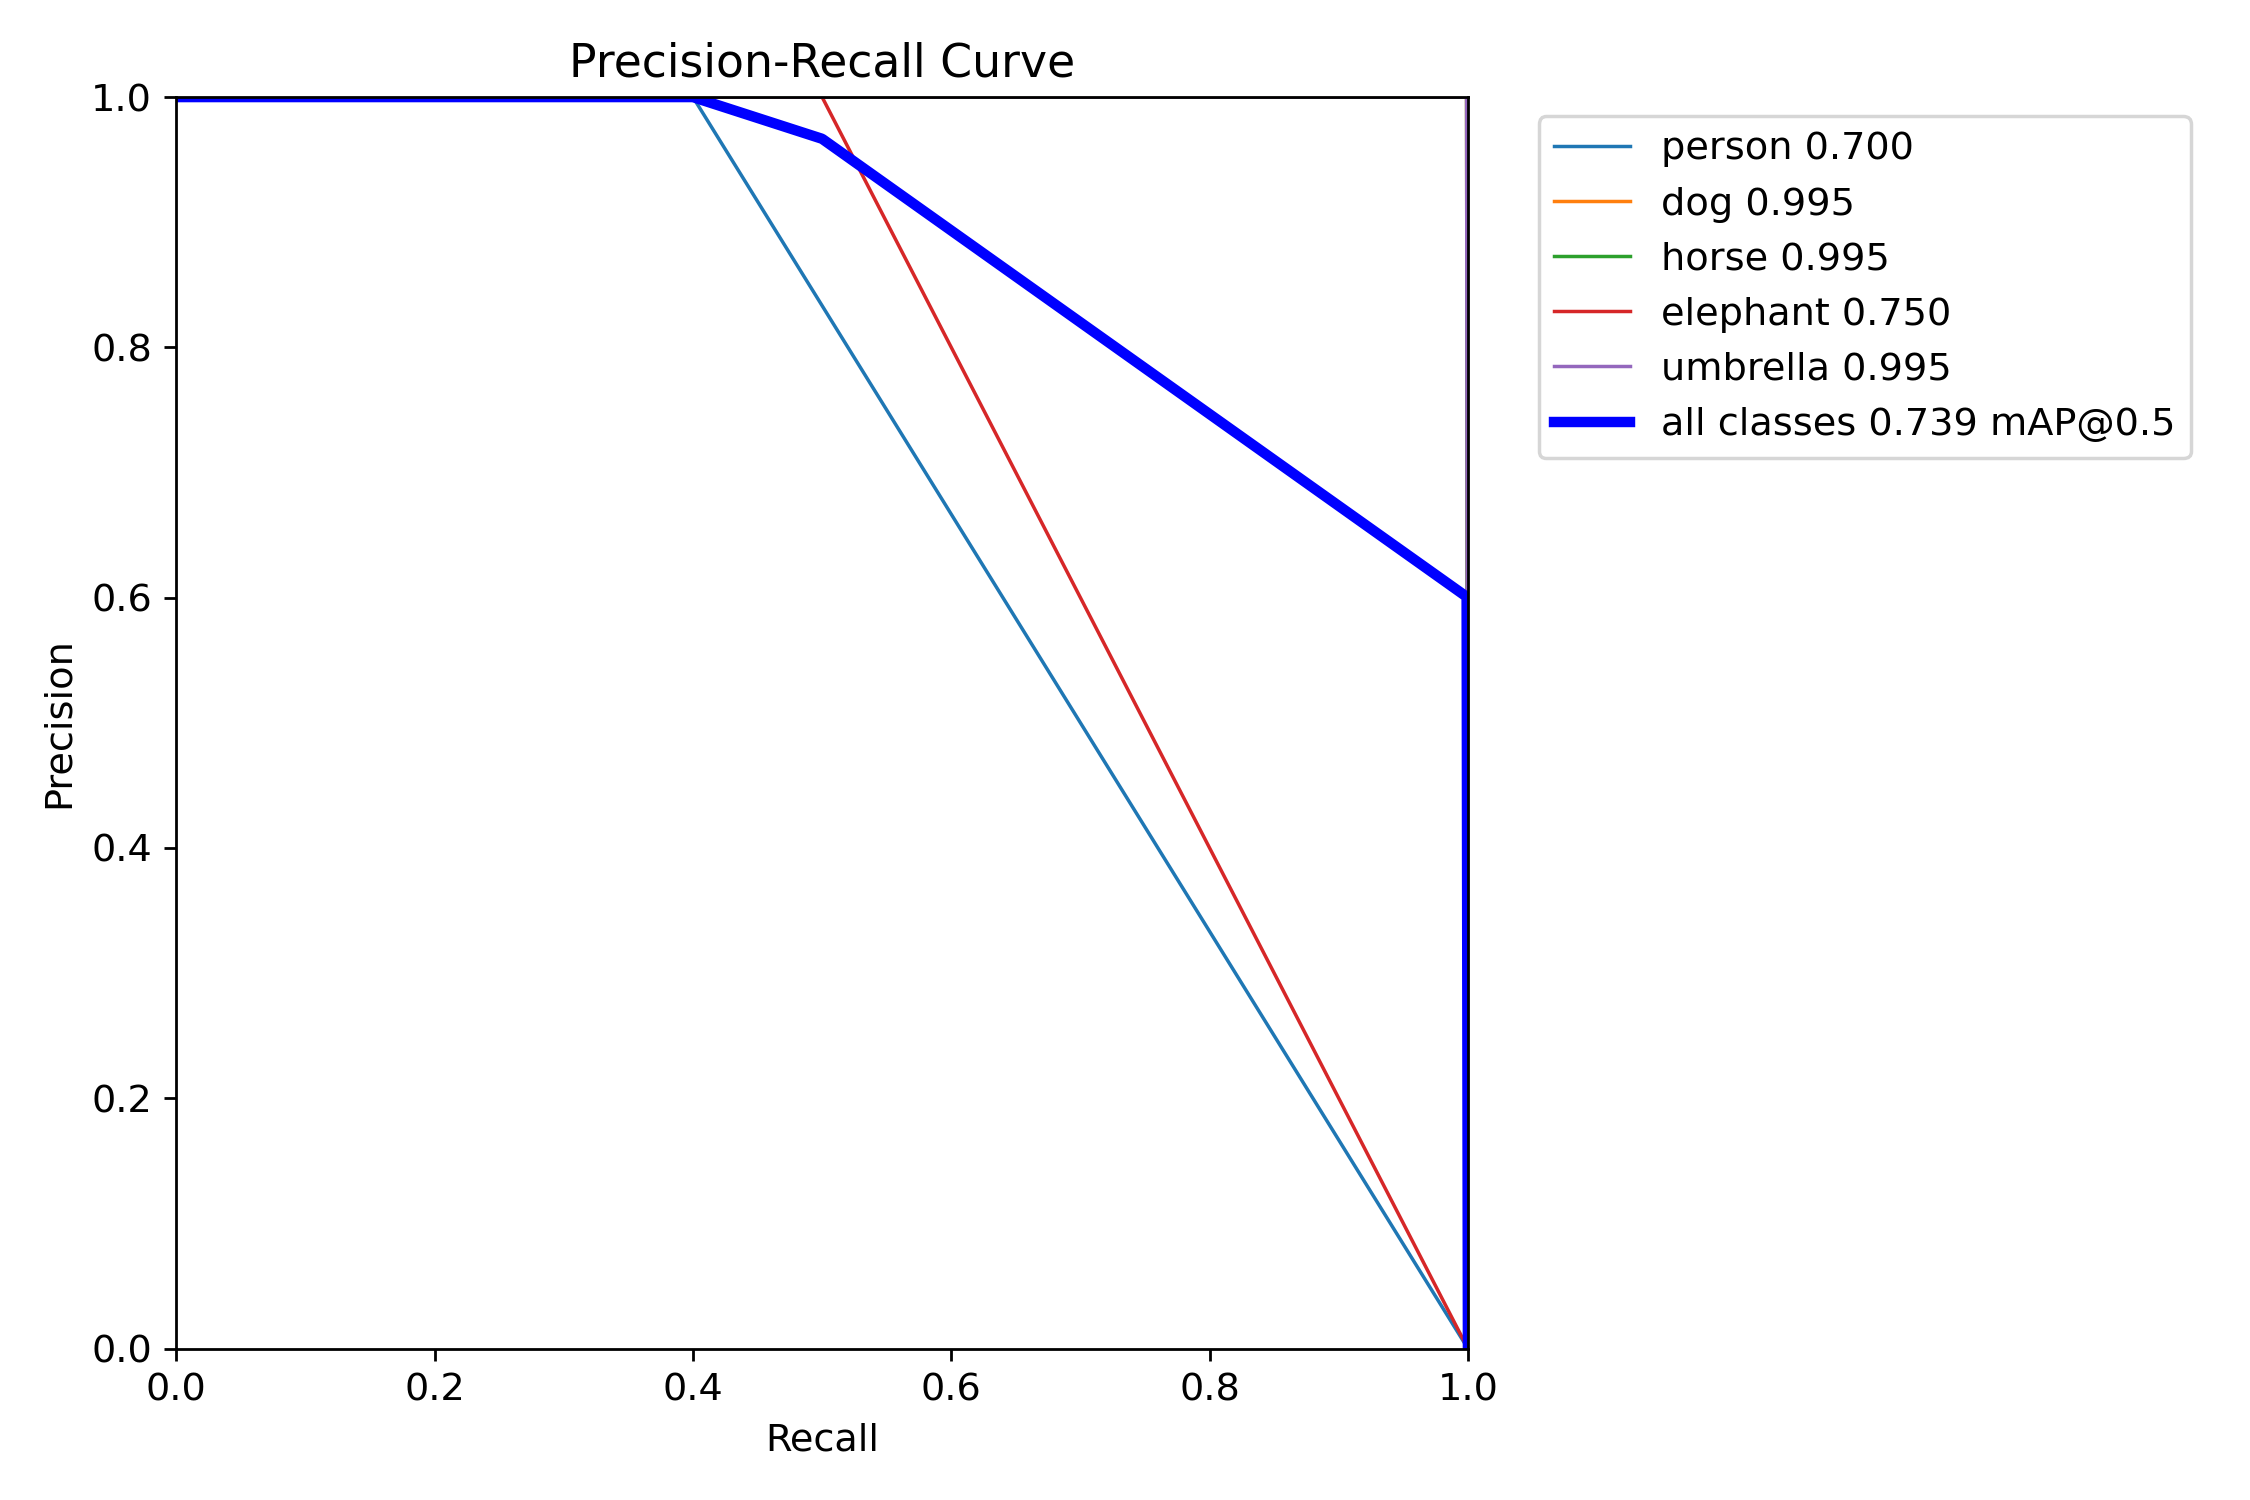 Precision-Recall Curve
1.0
0.8
0.6
0.4
0.2
0.0
Precision
0.0 0.2 0.4 0.6 0.8 1.0
Recall
person 0.700
dog 0.995
horse 0.995
elephant 0.750
umbrella 0.995
all classes 0.739 mAP@0.5